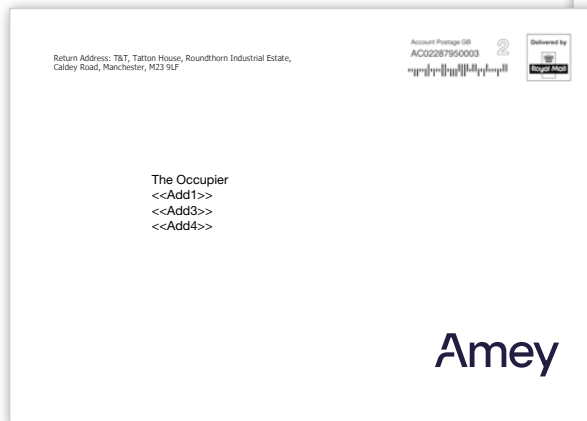 Return Address: T&T, Tatton House, Roundthorn Industrial Estate,
Caldey Road, Manchester, M23 9LF
Account Postage GB
AC02287950003
2
Delivered by
Royal Mail
The Occupier
<<Add1>>
<<Add3>>
<<Add4>>
Amey